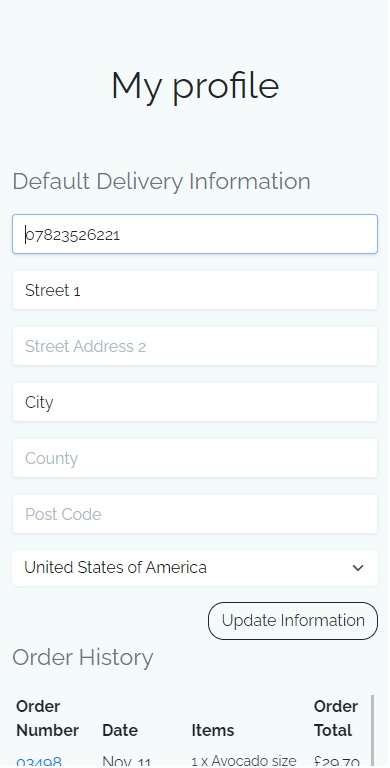 My profile
Default Delivery Information
07823526221
Street 1
Street Address 2
City
County
Post Code
United States of America
Update Information
Order History
Order Number Date Items Order Total
03498 Nov. 11 1 x Avocado size £29.70